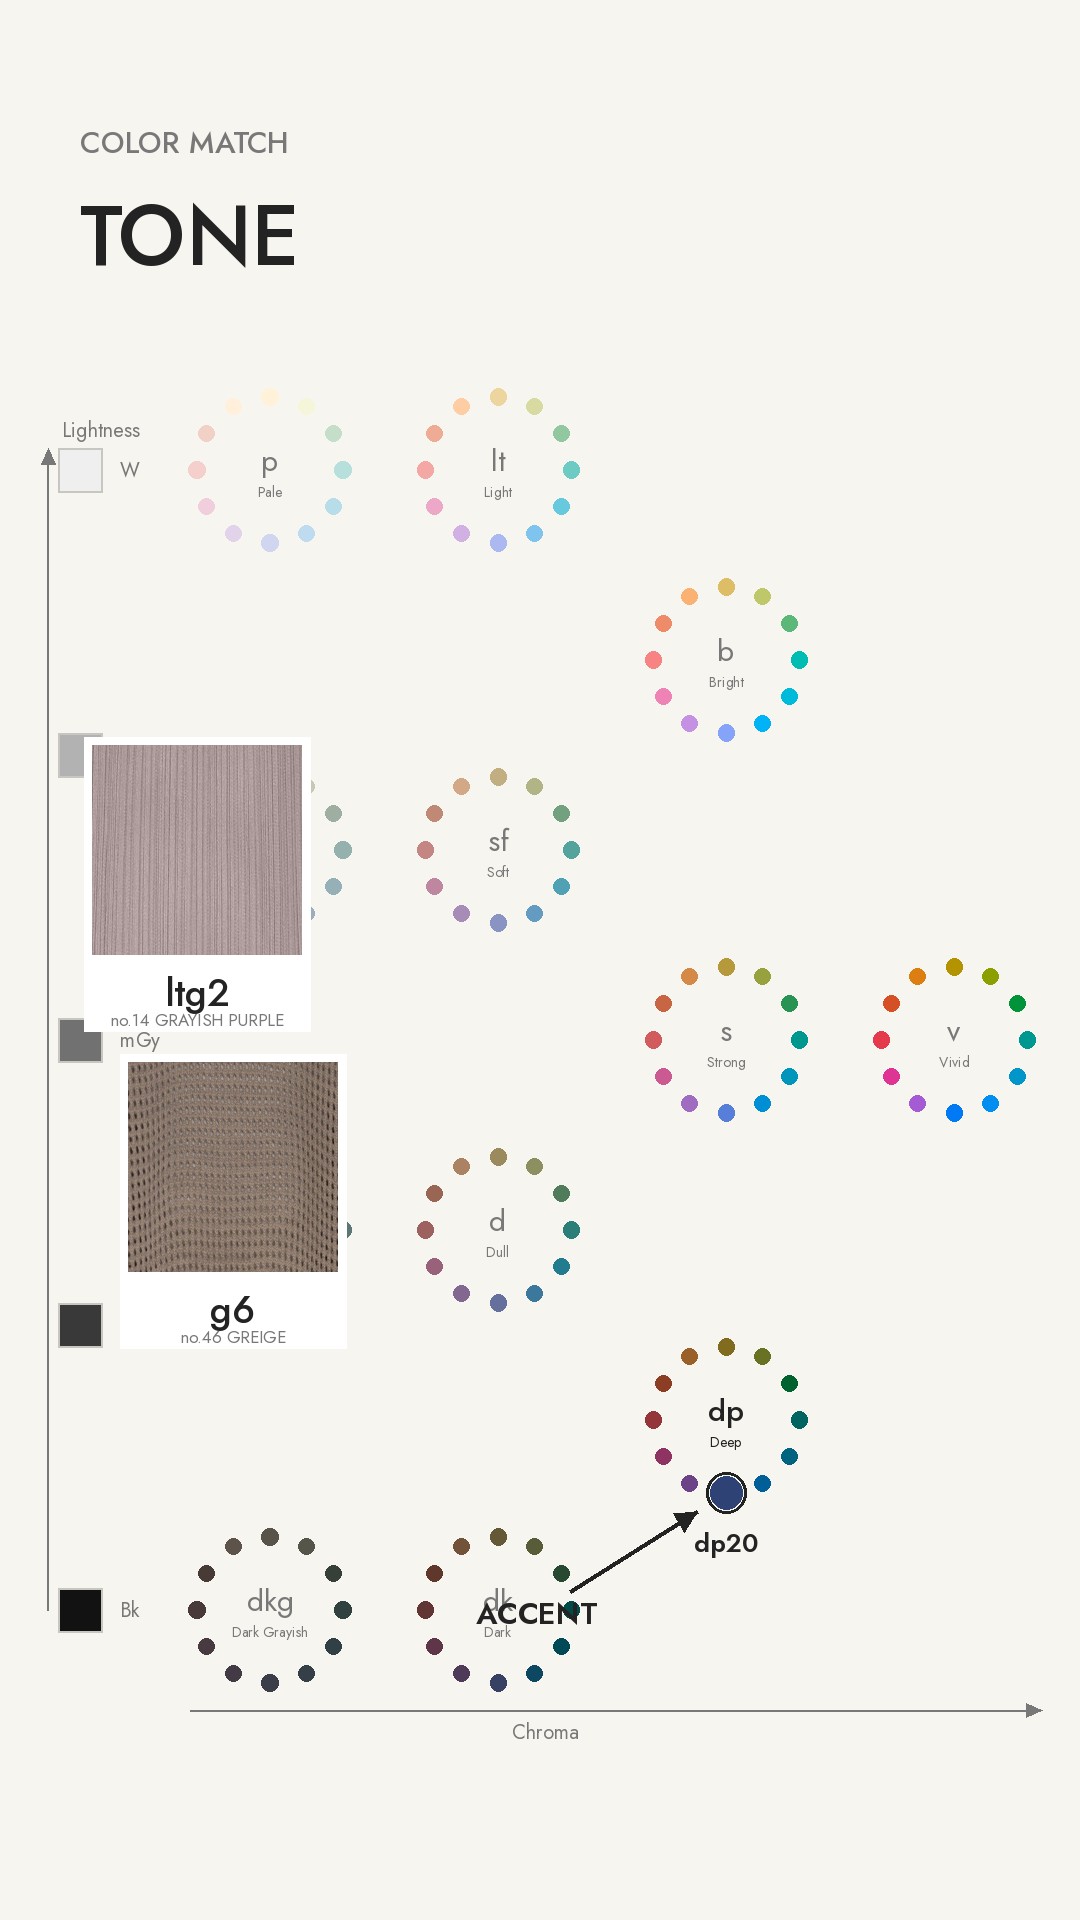 COLOR MATCH
TONE
Lightness
W
p
Pale
lt
Light
b
Bright
sf
Soft
ltg2
no.14 GRAYISH PURPLE
mGy
s
Strong
v
Vivid
d
Dull
g6
no.46 GREIGE
dp
Deep
dp20
dkg
Dark Grayish
dk
Dark
ACCENT
Bk
Chroma